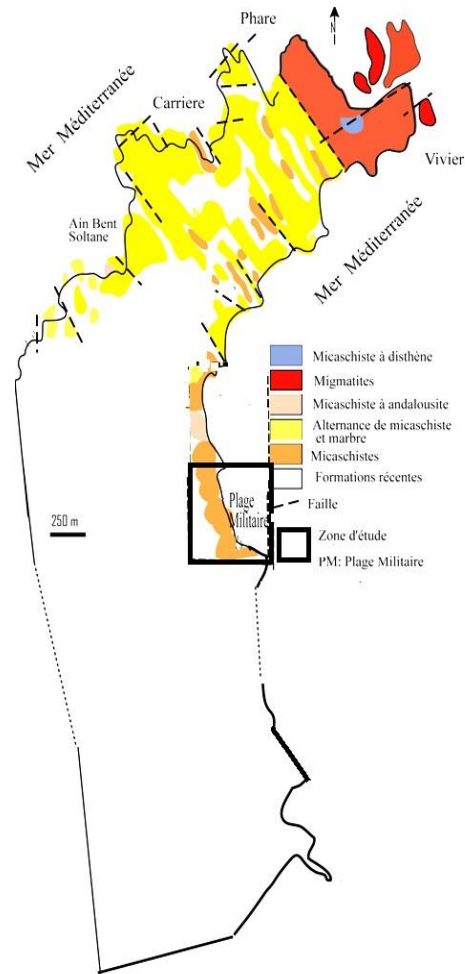 Phare
N
Mer Méditerranée
Carriere
Vivier
Ain Bent
Soltane
Mer Méditerranée
Micaschiste à disthène
Migmatites
Micaschiste à andalousite
Alternance de micaschiste
et marbre
Micaschistes
Formations récentes
Faille
Zone d'étude
PM: Plage Militaire
Plage
Militaire
250 m